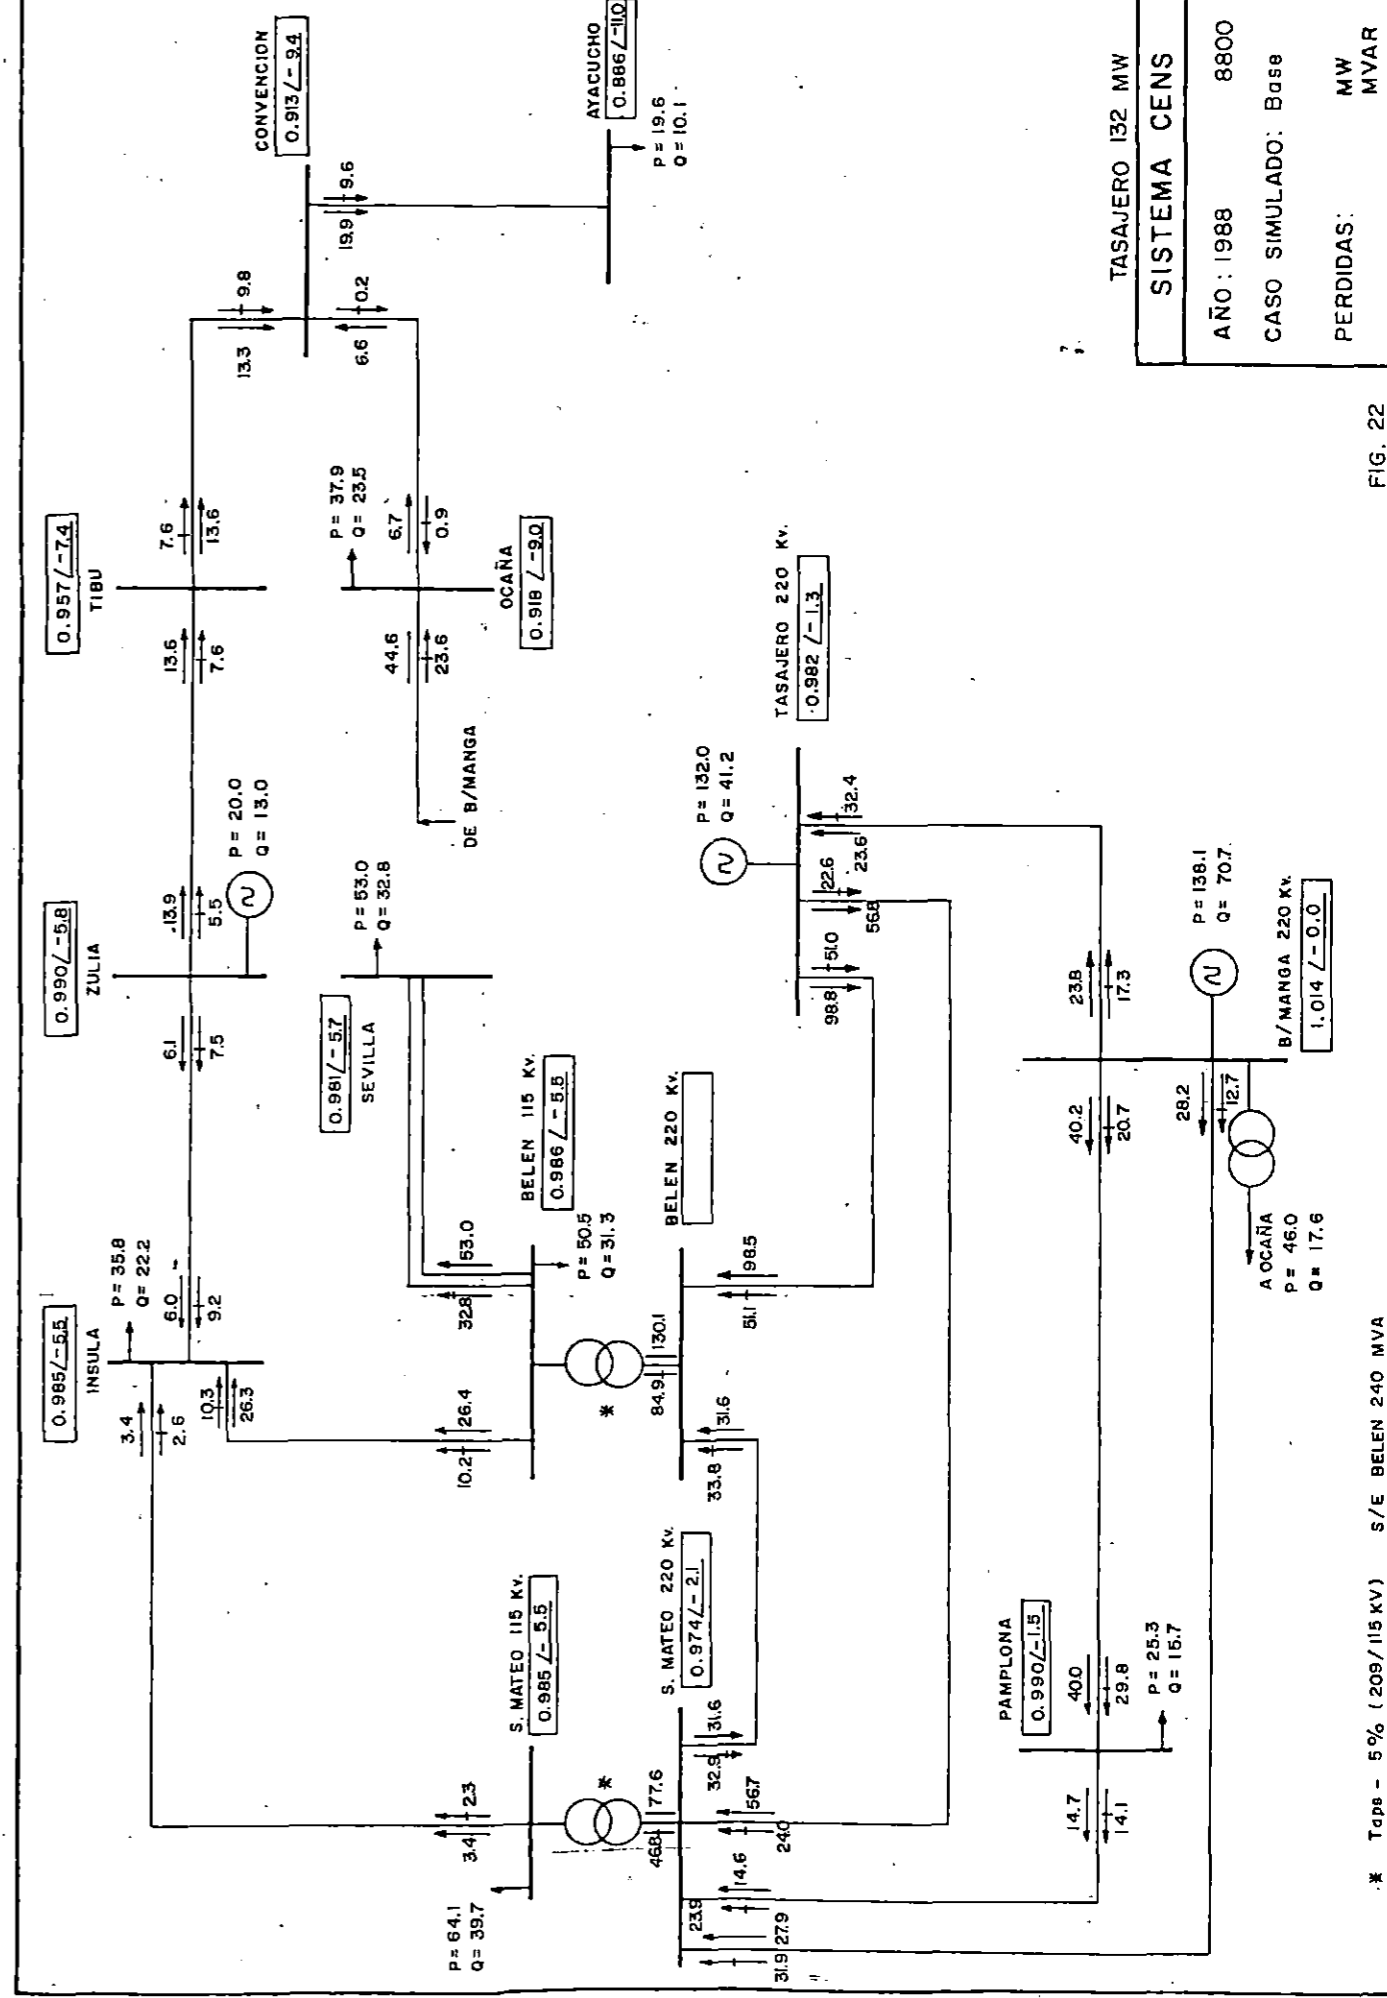 CONVENCION
0.913/-9.4
AYACUCHO
0.886/-11.0
P=19.6
Q=10.1
9.6
19.9
9.8
13.3
0.2
6.6
0.957/-7.4
TIBU
7.6
13.6
13.6
7.6
P=37.9
Q=23.5
6.7
0.9
OCAÑA
0.918/-9.0
44.6
23.6
DE B/MANGA
0.990/-5.8
ZULIA
P=20.0
Q=13.0
13.9
5.5
6.1
7.5
P=53.0
Q=32.8
0.981/-5.7
SEVILLA
0.985/-5.5
INSULA
P=35.8
Q=22.2
6.0
9.2
3.4
2.6
10.3
26.3
BELEN 115 Kv.
0.986/-5.5
53.0
32.8
P=50.5
Q=31.3
26.4
10.2
*
130.1
84.9
BELEN 220 Kv.
98.5
51.1
31.6
33.8
TASAJERO 220 Kv.
0.982/-1.3
P=132.0
Q=41.2
32.4
23.6
22.6
56.8
51.0
98.8
S. MATEO 115 Kv.
0.985/-5.5
P=64.1
Q=39.7
2.3
3.4
*
77.6
46.8
S. MATEO 220 Kv.
0.974/-2.1
31.6
32.9
56.7
24.0
14.6
23.9
27.9
31.9
PAMPLONA
0.990/-1.5
40.0
29.8
P=25.3
Q=15.7
14.7
14.1
23.8
17.3
40.2
20.7
P=138.1
Q=70.7
B/MANGA 220 Kv.
1.014/-0.0
28.2
12.7
A OCAÑA
P=46.0
Q=17.6
TASAJERO 132 MW
SISTEMA CENS
AÑO: 1988 8800
CASO SIMULADO: Base
PERDIDAS: MW
MVAR
FIG. 22
* Taps - 5% (209/115KV) S/E BELEN 240 MVA